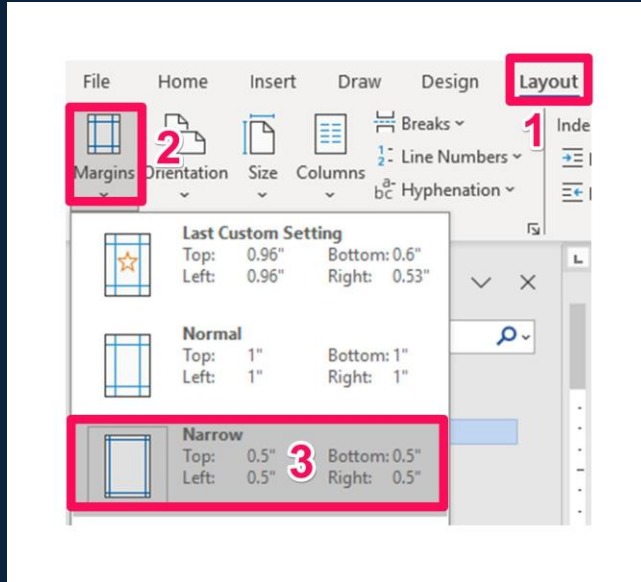 File Home Insert Draw Design Layout
1
2
Margins Orientation Size Columns
Breaks
Line Numbers
Hyphenation
Last Custom Setting
Top: 0.96" Bottom: 0.6"
Left: 0.96" Right: 0.53"
Normal
Top: 1" Bottom: 1"
Left: 1" Right: 1"
Narrow
Top: 0.5" Bottom: 0.5"
Left: 0.5" Right: 0.5"
3